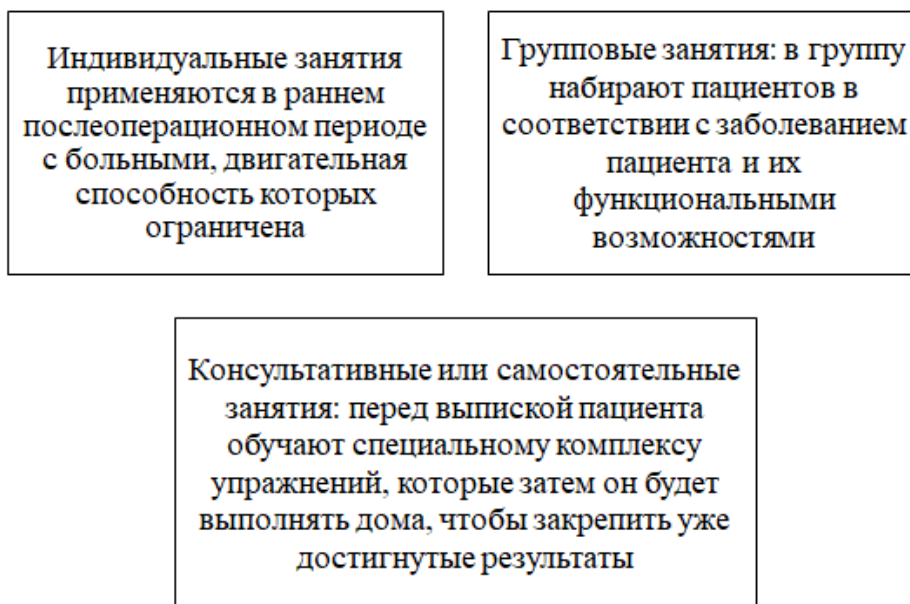 Индивидуальные занятия
применяются в раннем
послеоперационном периоде
с больными, двигательная
способность которых
ограничена
Групповые занятия: в группу
набирают пациентов в
соответствии с заболеванием
пациента и их
функциональными
возможностями
Консультативные или самостоятельные
занятия: перед выпиской пациента
обучают специальному комплексу
упражнений, которые затем он будет
выполнять дома, чтобы закрепить уже
достигнутые результаты